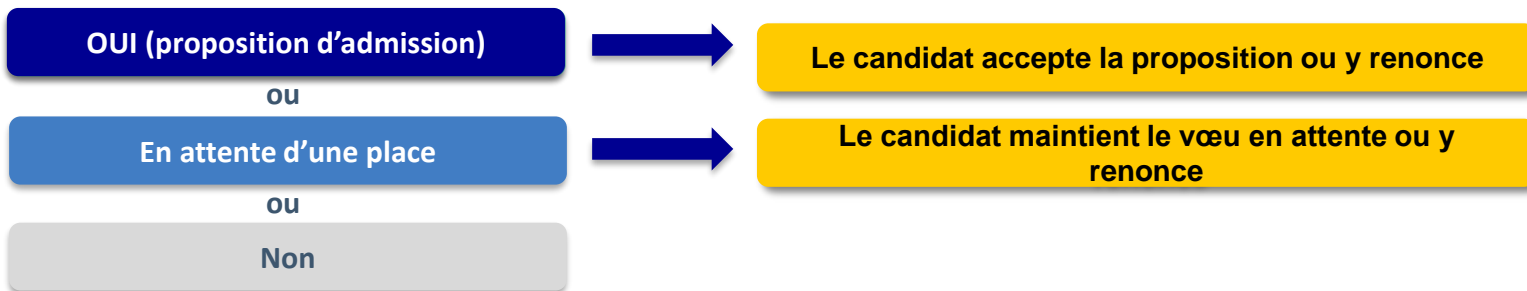 OUI (proposition d’admission)
Le candidat accepte la proposition ou y renonce
ou
En attente d’une place
Le candidat maintient le vœu en attente ou y
renonce
ou
Non